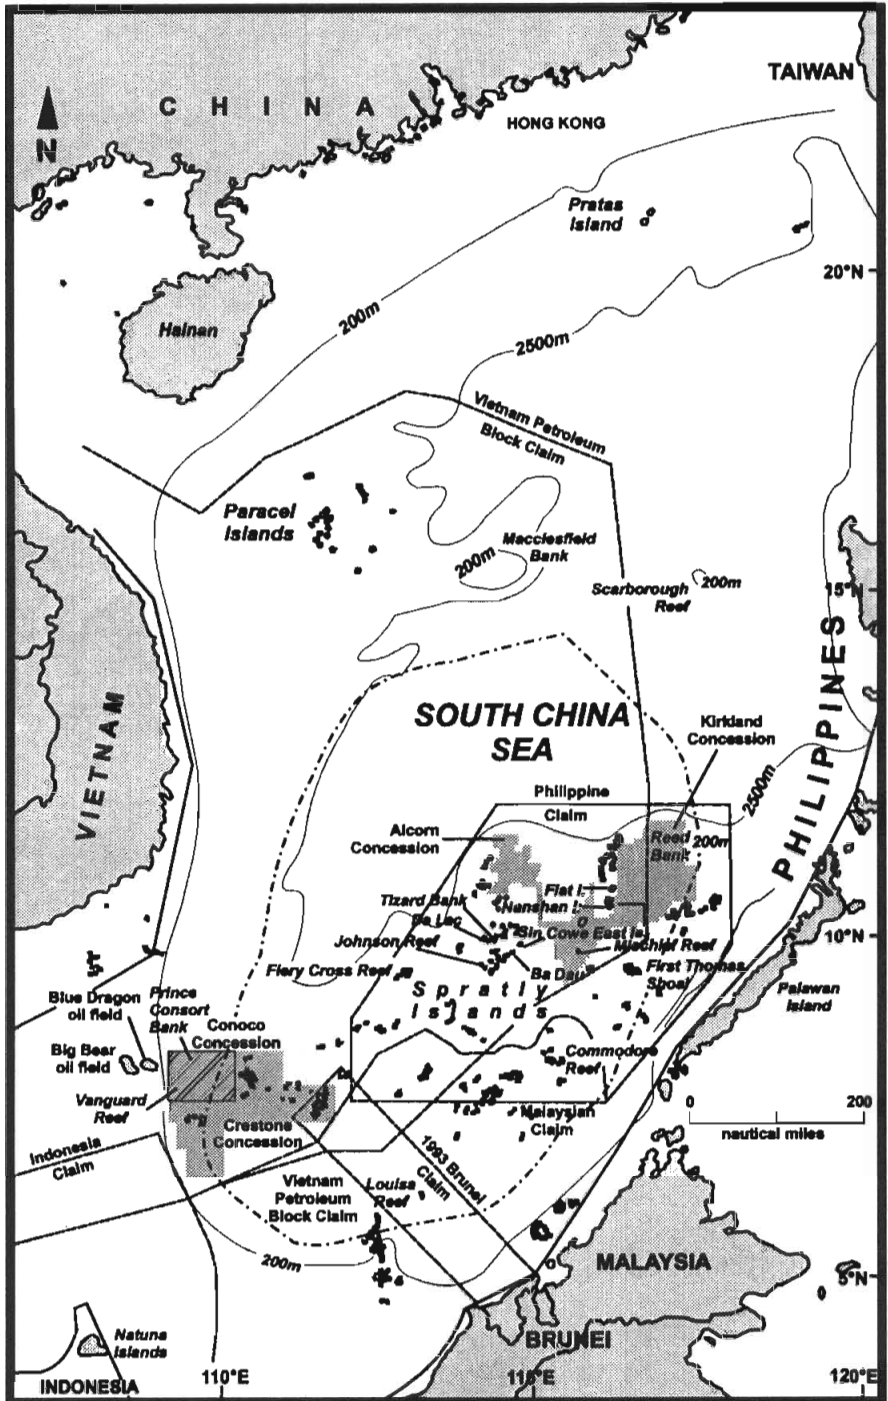 TAIWAN
CHINA
HONG KONG
N
Pratas
Island
20°N
200m
Hainan
2500m
Vietnam Petroleum
Block Claim
Paracel
Islands
Macclesfield
Bank
200m
200m
Scarborough
Reef
15°N
PHILIPPINES
VIETNAM
SOUTH CHINA
SEA
Kirkland
Concession
2500m
Philippine
Claim
Alcorn
Concession
Reed
Bank
200m
Flat I.
Tizard Bank
Nanshan I.
Da Lac
Sin Cowe East Is.
Johnson Reef
Mischief Reef
10°N
Fiery Cross Reef
Ba Dau
First Thomas
Shoal
Spratly
Islands
Palawan
Island
Blue Dragon
oil field
Prince
Consort
Bank
Conoco
Concession
Big Bear
oil field
Commodore
Reef
Vanguard
Reef
Crestone
Concession
Malaysian
Claim
0
200
nautical miles
Indonesia
Claim
1993 Brunei
Claim
Vietnam
Petroleum
Block Claim
Louisa
Reef
200m
MALAYSIA
5°N
BRUNEI
Natuna
Islands
INDONESIA
110°E
115°E
120°E